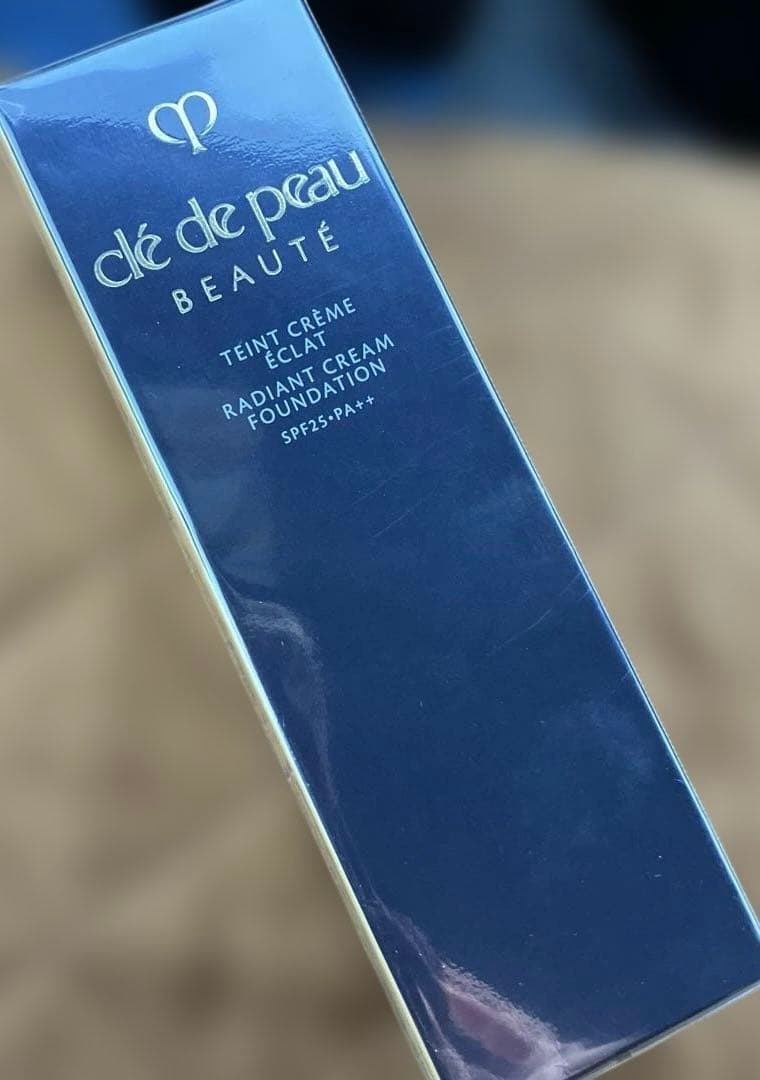 clé de peau
BEAUTÉ
TEINT CRÈME
ÉCLAT
RADIANT CREAM
FOUNDATION
SPF25•PA++